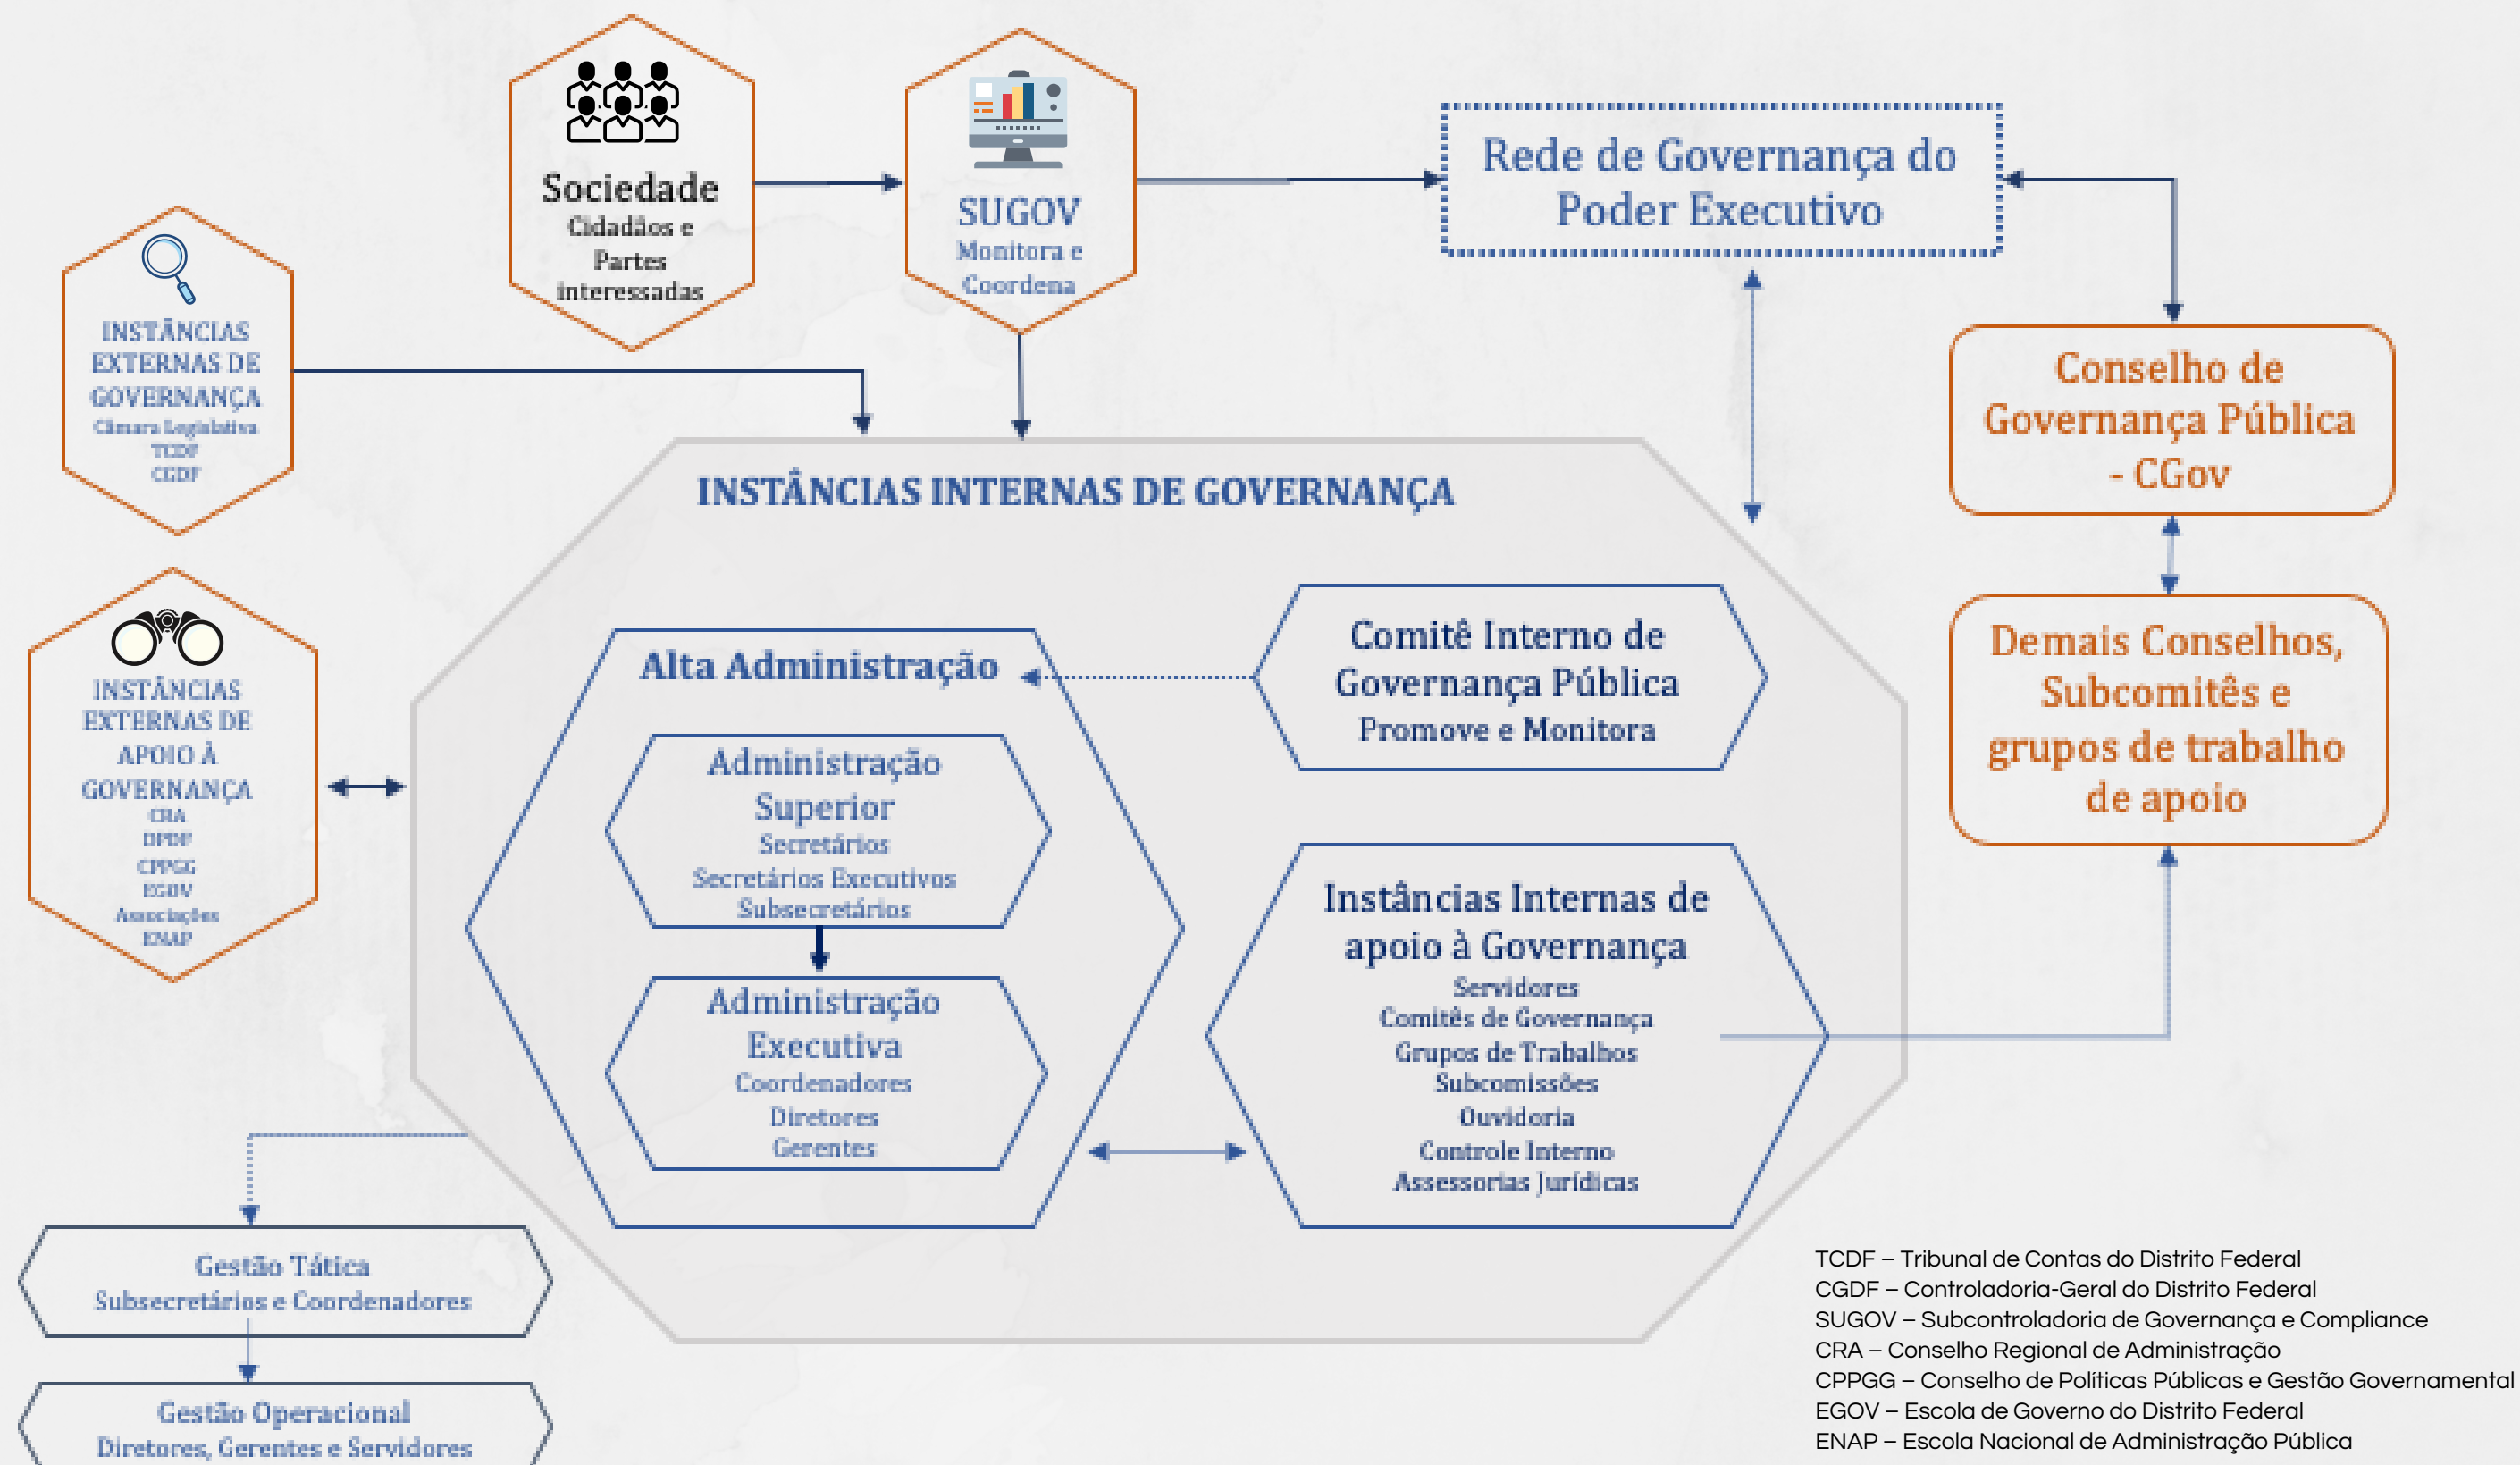 Sociedade
Cidadãos e
Partes
interessadas
SUGOV
Monitora e
Coordena
Rede de Governança do
Poder Executivo
INSTÂNCIAS
EXTERNAS DE
GOVERNANÇA
Câmara Legislativa
TCDF
CGDF
Conselho de
Governança Pública
- CGov
INSTÂNCIAS INTERNAS DE GOVERNANÇA
INSTÂNCIAS
EXTERNAS DE
APOIO À
GOVERNANÇA
CRA
DPDF
CPPGG
EGOV
Associações
ENAP
Alta Administração
Administração
Superior
Secretários
Secretários Executivos
Subsecretários
Administração
Executiva
Coordenadores
Diretores
Gerentes
Comitê Interno de
Governança Pública
Promove e Monitora
Instâncias Internas de
apoio à Governança
Servidores
Comitês de Governança
Grupos de Trabalhos
Subcomissões
Ouvidoria
Controle Interno
Assessorias Jurídicas
Demais Conselhos,
Subcomitês e
grupos de trabalho
de apoio
Gestão Tática
Subsecretários e Coordenadores
Gestão Operacional
Diretores, Gerentes e Servidores
TCDF – Tribunal de Contas do Distrito Federal
CGDF – Controladoria-Geral do Distrito Federal
SUGOV – Subcontroladoria de Governança e Compliance
CRA – Conselho Regional de Administração
CPPGG – Conselho de Políticas Públicas e Gestão Governamental
EGOV – Escola de Governo do Distrito Federal
ENAP – Escola Nacional de Administração Pública